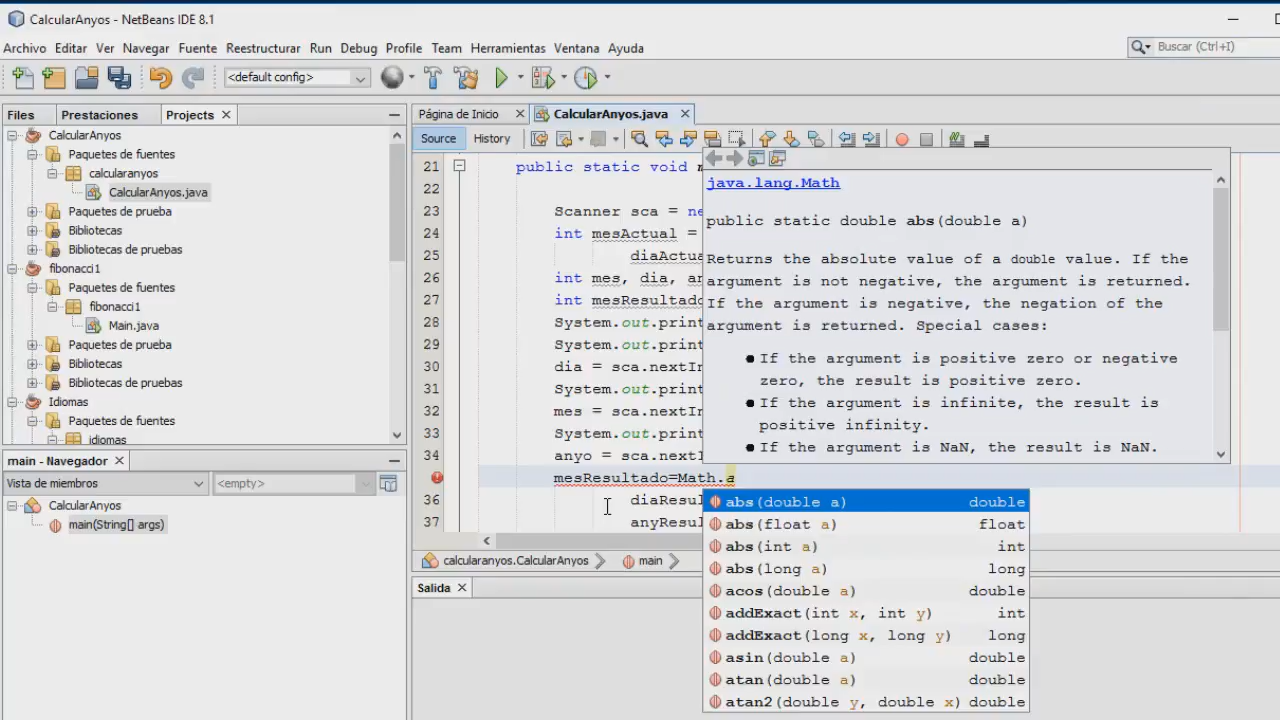 CalcularAnyos - NetBeans IDE 8.1
Archivo Editar Ver Navegar Fuente Reestructurar Run Debug Profile Team Herramientas Ventana Ayuda
Buscar (Ctrl+I)
<default config>
Files Prestaciones Projects
Página de Inicio CalcularAnyos.java
CalcularAnyos
Paquetes de fuentes
calcularanyos
CalcularAnyos.java
Paquetes de prueba
Bibliotecas
Bibliotecas de pruebas
fibonacci1
Paquetes de fuentes
fibonacci1
Main.java
Paquetes de prueba
Bibliotecas
Bibliotecas de pruebas
Idiomas
Paquetes de fuentes
idiomas
main - Navegador
Vista de miembros <empty>
CalcularAnyos
main(String[] args)
Source History
21 public static void
22
23 Scanner sca =
24 int mesActual =
25 diaActu
26 int mes, dia,
27 int mesResultado
28 System.out.print
29 System.out.print
30 dia = sca.nextI
31 System.out.print
32 mes = sca.nextI
33 System.out.print
34 anyo = sca.nextI
mesResultado=Math.a
36 diaResu
37 anyResu
java.lang.Math
public static double abs(double a)
Returns the absolute value of a double value. If the
argument is not negative, the argument is returned.
If the argument is negative, the negation of the
argument is returned. Special cases:
If the argument is positive zero or negative
zero, the result is positive zero.
If the argument is infinite, the result is
positive infinity.
If the argument is NaN, the result is NaN.
abs(double a) double
abs(float a) float
abs(int a) int
abs(long a) long
acos(double a) double
addExact(int x, int y) int
addExact(long x, long y) long
asin(double a) double
atan(double a) double
atan2(double y, double x) double
calcularanyos.CalcularAnyos main
Salida